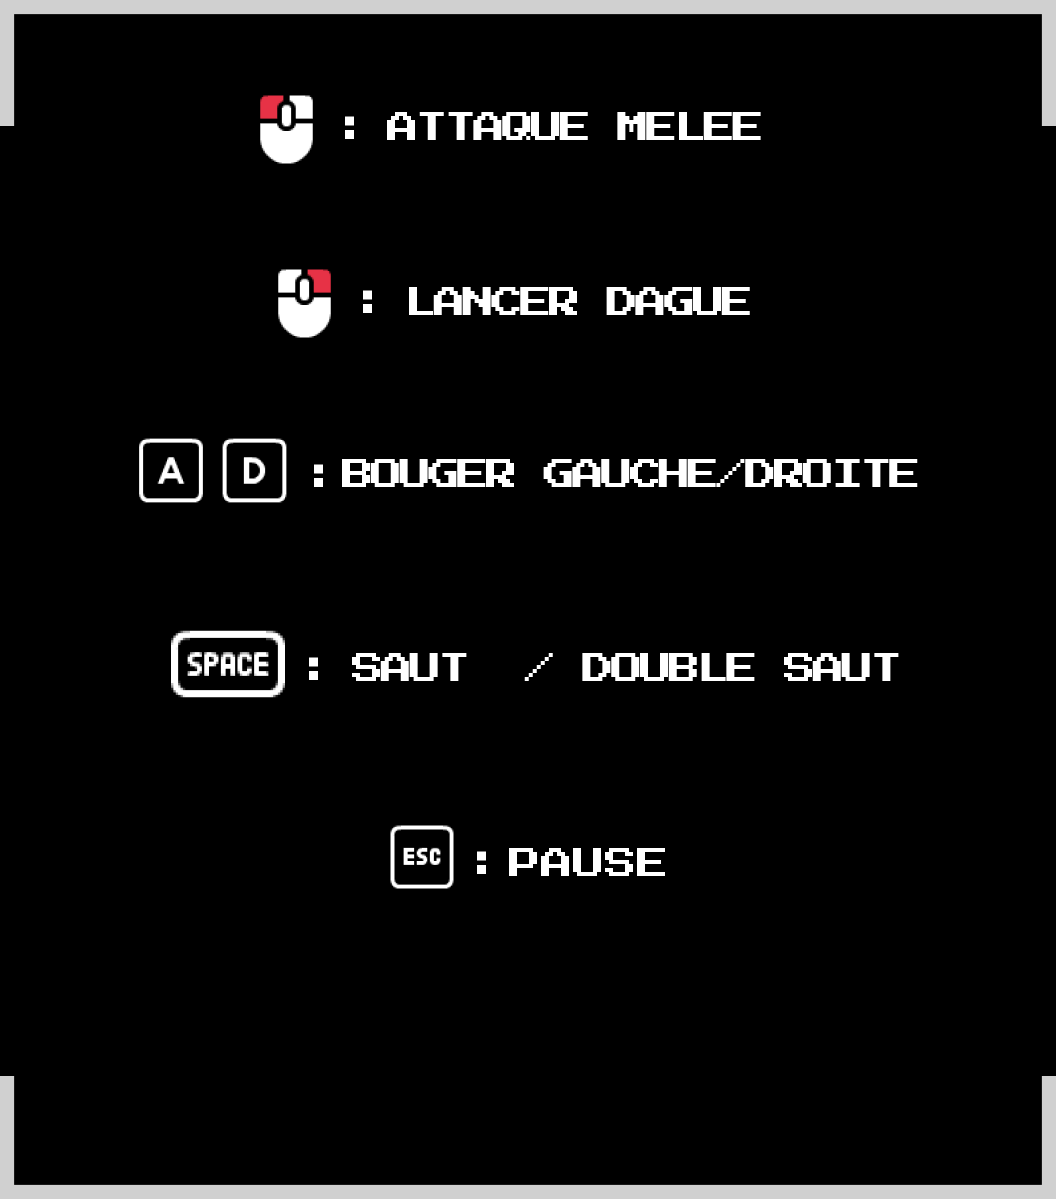 : ATTAQUE MELEE
: LANCER DAGUE
A D :BOUGER GAUCHE/DROITE
SPACE : SAUT / DOUBLE SAUT
ESC : PAUSE